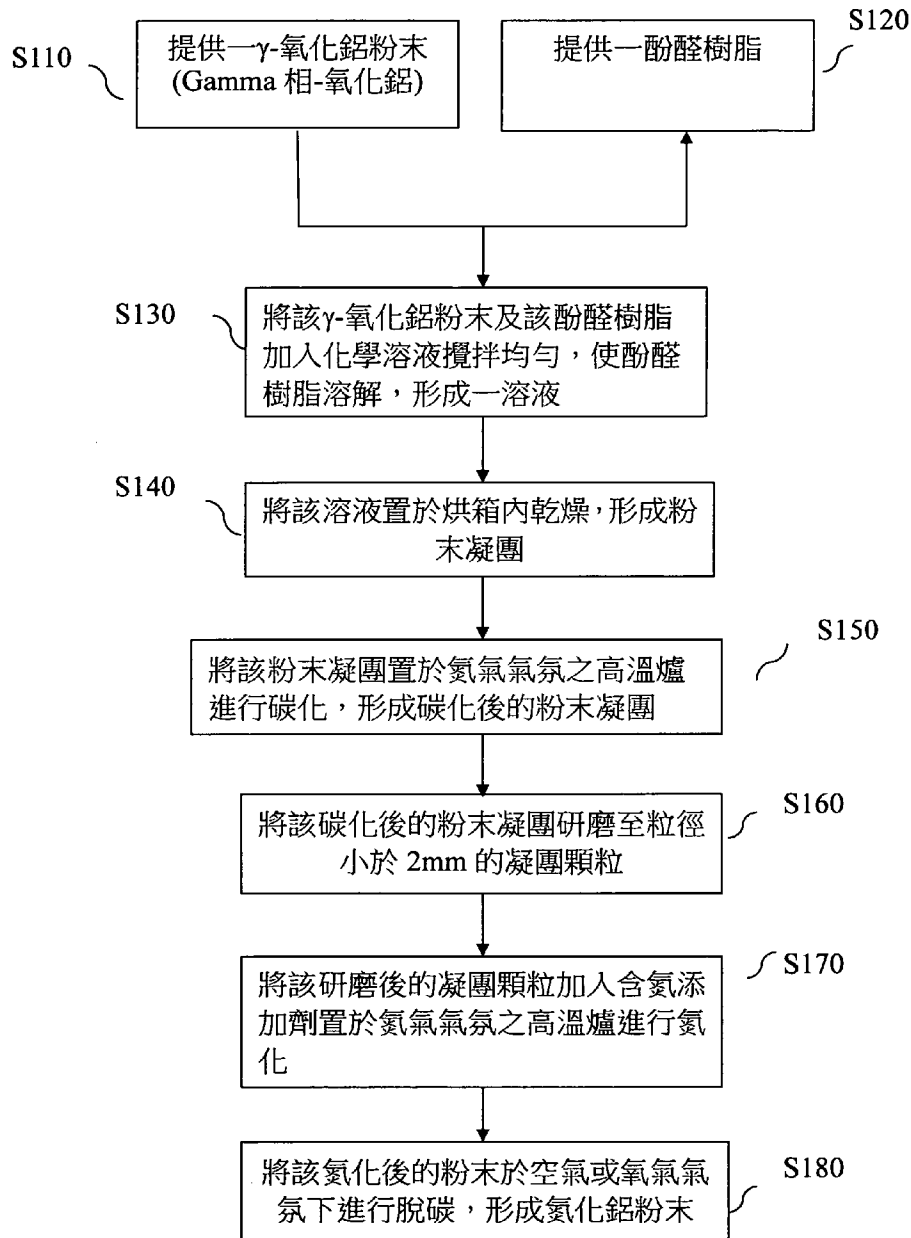 S110
提供一γ-氧化鋁粉末
(Gamma 相-氧化鋁)
提供一酚醛樹脂
S120
S130
將該γ-氧化鋁粉末及該酚醛樹脂
加入化學溶液攪拌均勻，使酚醛
樹脂溶解，形成一溶液
S140
將該溶液置於烘箱內乾燥，形成粉
末凝團
S150
將該粉末凝團置於氮氣氣氛之高溫爐
進行碳化，形成碳化後的粉末凝團
S160
將該碳化後的粉末凝團研磨至粒徑
小於 2mm 的凝團顆粒
S170
將該研磨後的凝團顆粒加入含氮添
加劑置於氮氣氣氛之高溫爐進行氮
化
S180
將該氮化後的粉末於空氣或氧氣氣
氛下進行脫碳，形成氮化鋁粉末